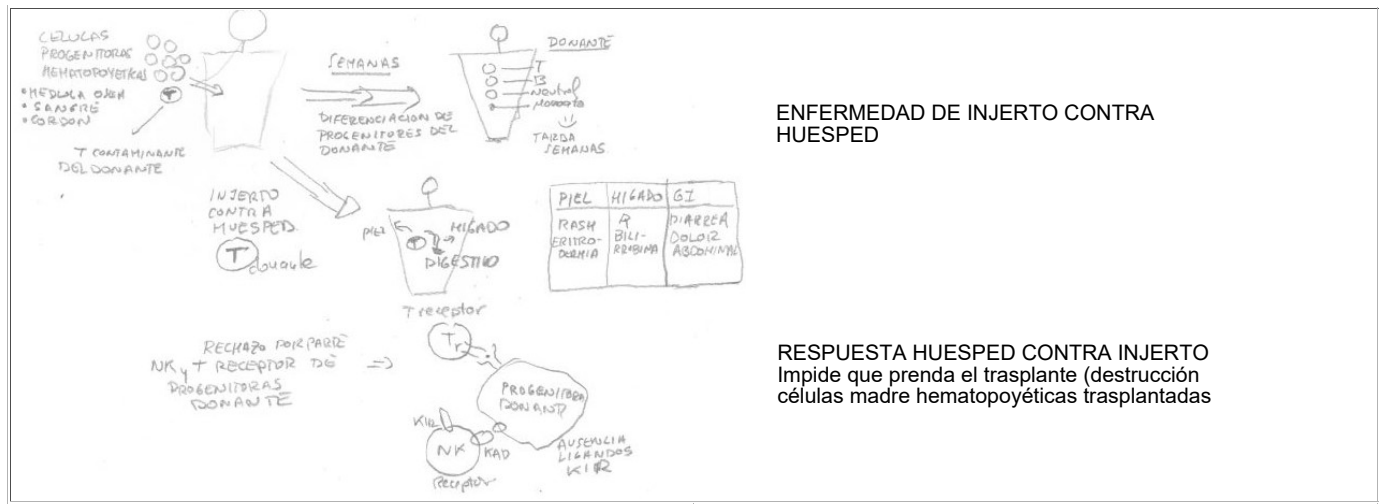 CELULAS
PROGENITORAS
HEMATOPOYETICAS
• MEDULA OSEA
• SANGRE
• CORDON
T
T CONTAMINANTE
DEL DONANTE
SEMANAS
DIFERENCIACION DE
PROGENITORES DEL
DONANTE
DONANTE
T
B
Neutrof
Monocito
TARDA
SEMANAS
ENFERMEDAD DE INJERTO CONTRA
HUESPED
INJERTO
CONTRA
HUESPED
T donante
PIEL
T
HIGADO
DIGESTIVO
PIEL HIGADO GI
RASH
ERITRO-
DERMIA
BILI-
RRUBINA
DIARREA
DOLOR
ABDOMINAL
T receptor
Tr
RECHAZO POR PARTE
NK y T RECEPTOR DE
PROGENITORAS
DONANTE
PROGENITORA
DONANT
KIR
NK
KAR
Receptor
AUSENCIA
LIGANDOS
KIR
RESPUESTA HUESPED CONTRA INJERTO
Impide que prenda el trasplante (destrucción
células madre hematopoyéticas trasplantadas